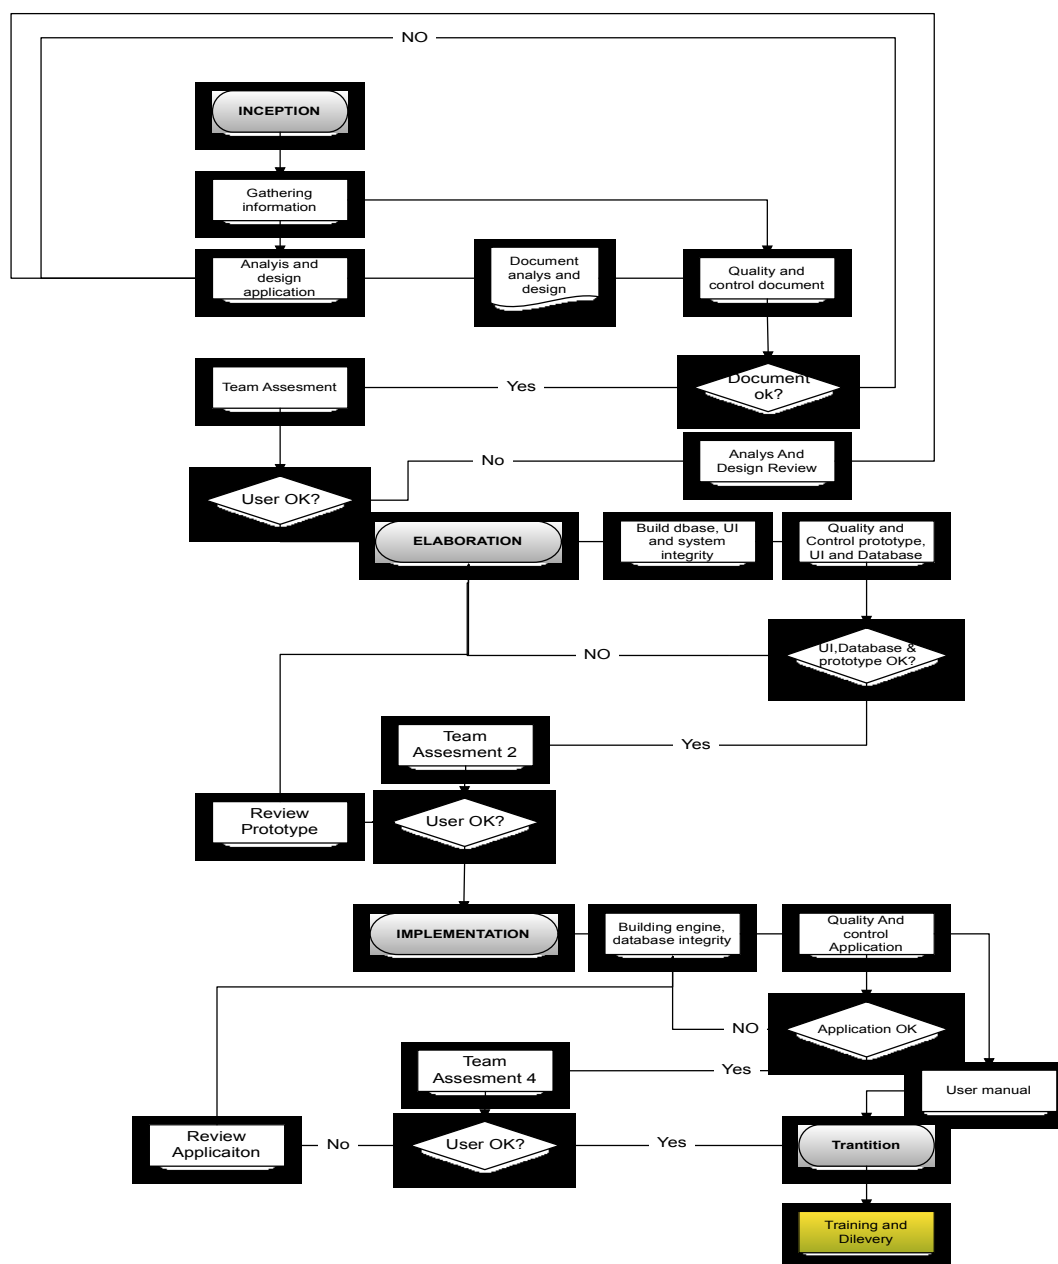 NO
INCEPTION
Gathering
information
Analyis and
design
application
Document
analys and
design
Quality and
control document
Team Assesment
Yes
Document
ok?
No
Analys And
Design Review
User OK?
ELABORATION
Build dbase, UI
and system
integrity
Quality and
Control prototype,
UI and Database
NO
UI,Database &
prototype OK?
Team
Assesment 2
Yes
Review
Prototype
User OK?
IMPLEMENTATION
Building engine,
database integrity
Quality And
control
Application
NO
Application OK
Team
Assesment 4
Yes
User manual
Review
Applicaiton
No
User OK?
Yes
Trantition
Training and
Dilevery